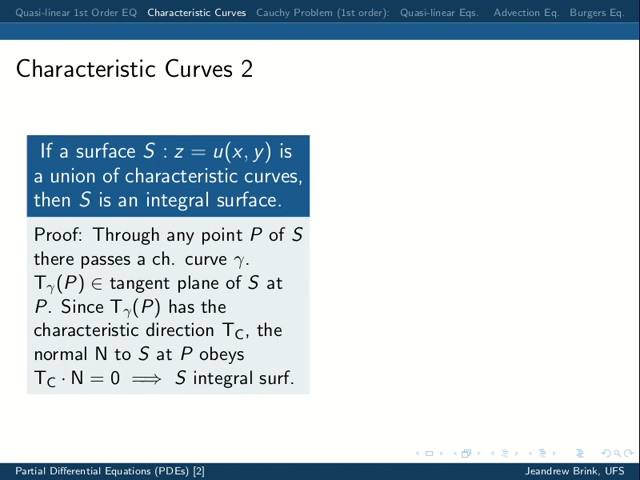 Quasi-linear 1st Order EQ Characteristic Curves Cauchy Problem (1st order): Quasi-linear Eqs. Advection Eq. Burgers Eq.
Characteristic Curves 2
If a surface S : z = u(x, y) is
a union of characteristic curves,
then S is an integral surface.
Proof: Through any point P of S
there passes a ch. curve γ.
T_γ(P) ∈ tangent plane of S at
P. Since T_γ(P) has the
characteristic direction T_C, the
normal N to S at P obeys
T_C · N = 0 ⟹ S integral surf.
Partial Differential Equations (PDEs) [2] Jeandrew Brink, UFS